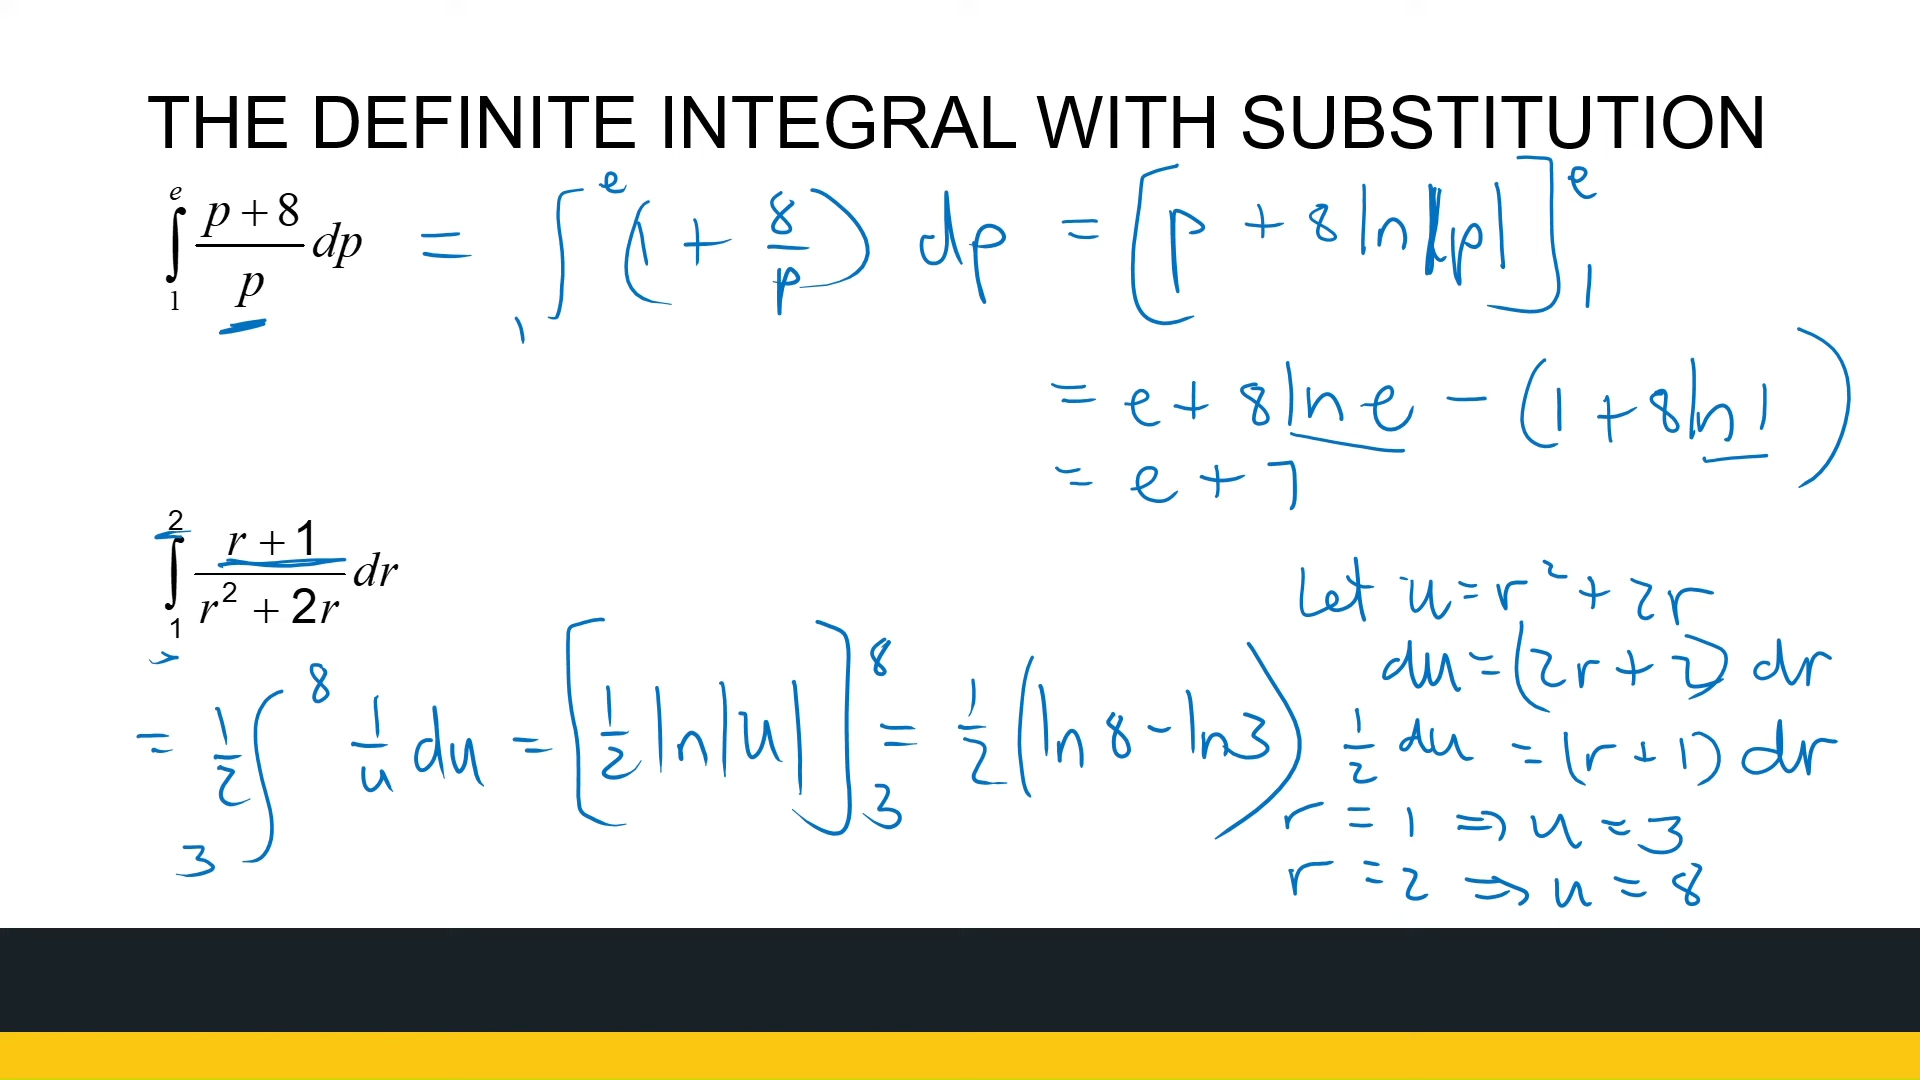 THE DEFINITE INTEGRAL WITH SUBSTITUTION
∫₁ᵉ (p + 8)/p dp = ∫₁ᵉ (1 + 8/p) dp = [p + 8 ln|p|]₁ᵉ
= e + 8 ln e − (1 + 8 ln 1)
= e + 7
∫₁² (r + 1)/(r² + 2r) dr
Let u = r² + 2r
du = (2r + 2) dr
½ du = (r + 1) dr
r = 1 ⇒ u = 3
r = 2 ⇒ u = 8
= ½ ∫₃⁸ 1/u du = [½ ln|u|]₃⁸ = ½ (ln 8 − ln 3)